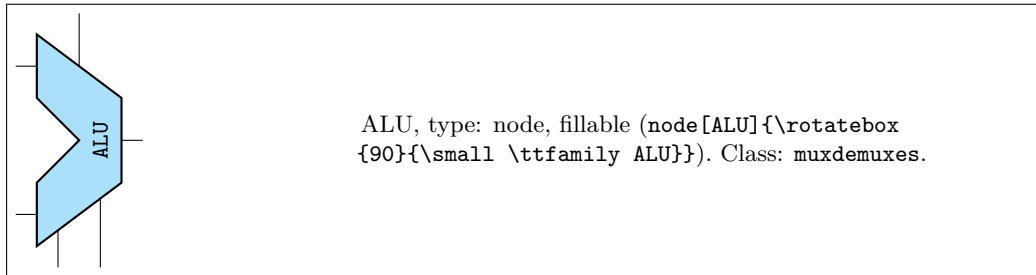 ALU
ALU, type: node, fillable (node[ALU]{\rotatebox
{90}{\small \ttfamily ALU}}). Class: muxdemuxes.